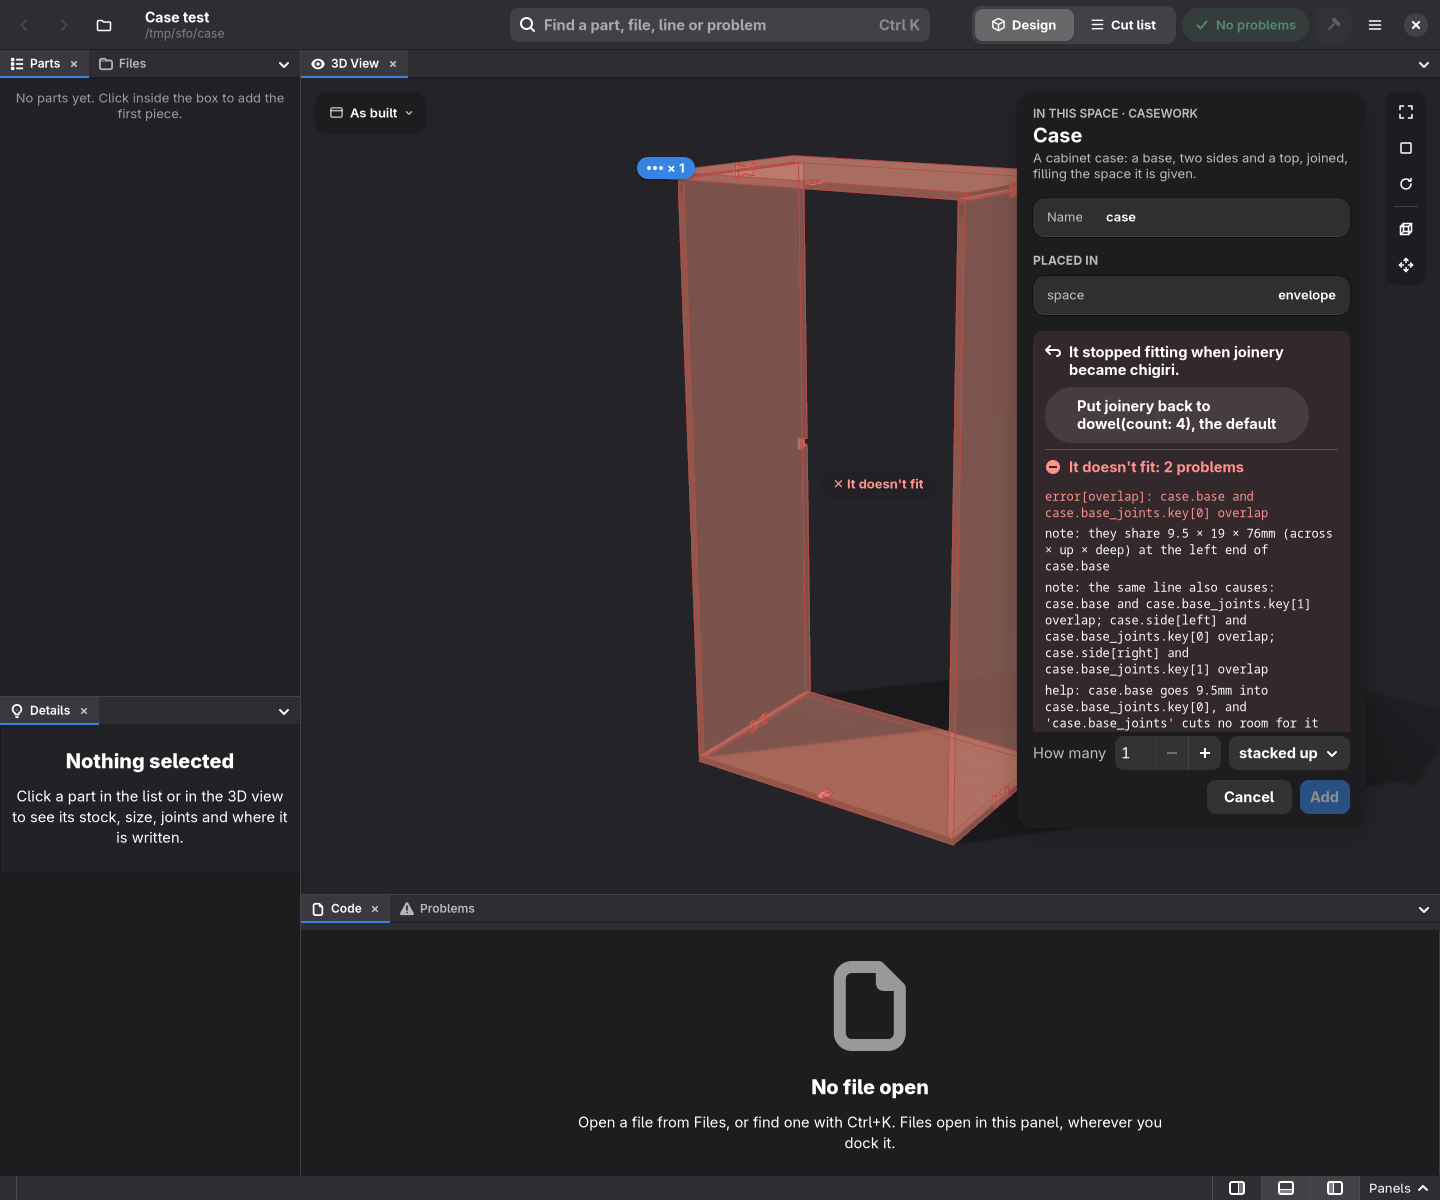 Case test
/tmp/sfo/case
Find a part, file, line or problem
Ctrl K
Design
Cut list
No problems
Parts
Files
No parts yet. Click inside the box to add the
first piece.
3D View
As built
••• × 1
× It doesn't fit
IN THIS SPACE · CASEWORK
Case
A cabinet case: a base, two sides and a top, joined,
filling the space it is given.
Name case
PLACED IN
space envelope
It stopped fitting when joinery
became chigiri.
Put joinery back to
dowel(count: 4), the default
It doesn't fit: 2 problems
error[overlap]: case.base and
case.base_joints.key[0] overlap
note: they share 9.5 × 19 × 76mm (across
× up × deep) at the left end of
case.base
note: the same line also causes:
case.base and case.base_joints.key[1]
overlap; case.side[left] and
case.base_joints.key[0] overlap;
case.side[right] and
case.base_joints.key[1] overlap
help: case.base goes 9.5mm into
case.base_joints.key[0], and
'case.base_joints' cuts no room for it
How many 1 − + stacked up
Cancel
Add
Details
Nothing selected
Click a part in the list or in the 3D view
to see its stock, size, joints and where it
is written.
Code
Problems
No file open
Open a file from Files, or find one with Ctrl+K. Files open in this panel, wherever you
dock it.
Panels